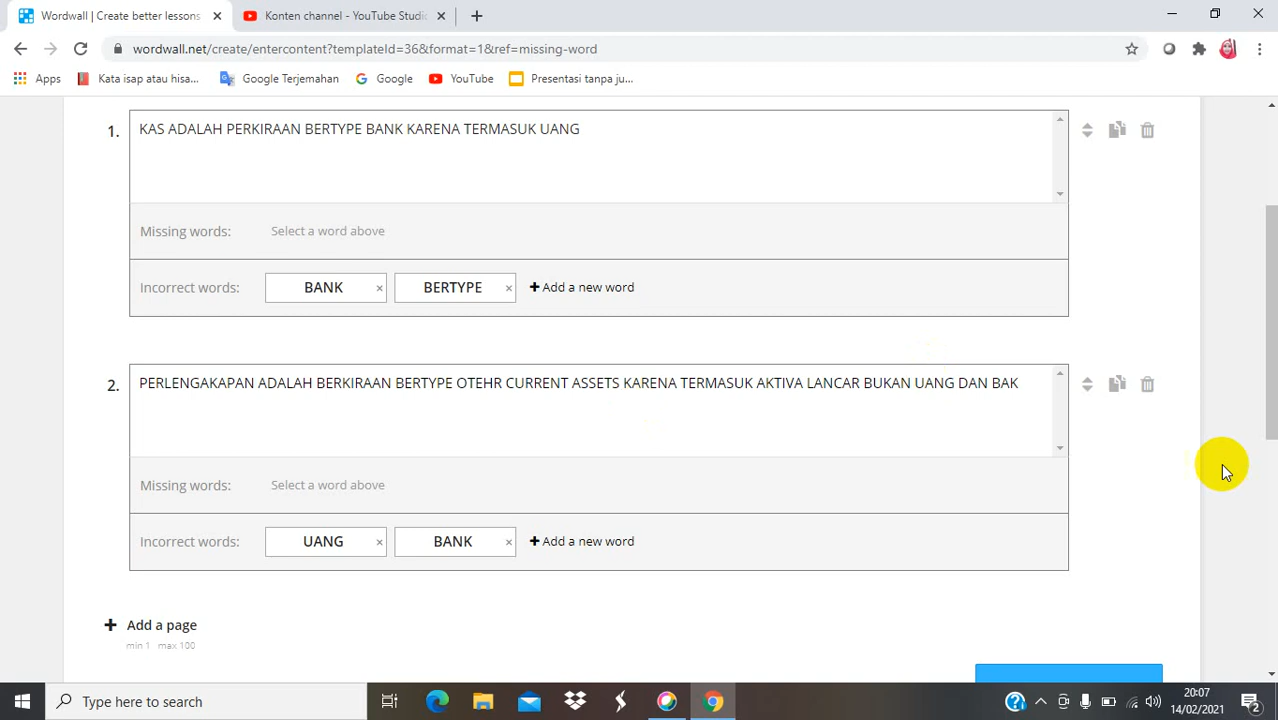 Wordwall | Create better lessons
Konten channel - YouTube Studio
wordwall.net/create/entercontent?templateId=36&format=1&ref=missing-word
Apps
Kata isap atau hisa...
Google Terjemahan
Google
YouTube
Presentasi tanpa ju...
1.
KAS ADALAH PERKIRAAN BERTYPE BANK KARENA TERMASUK UANG
Missing words: Select a word above
Incorrect words: BANK × BERTYPE × + Add a new word
2.
PERLENGAKAPAN ADALAH BERKIRAAN BERTYPE OTEHR CURRENT ASSETS KARENA TERMASUK AKTIVA LANCAR BUKAN UANG DAN BAK
Missing words: Select a word above
Incorrect words: UANG × BANK × + Add a new word
+ Add a page
min 1 max 100
Type here to search
20:07
14/02/2021
2